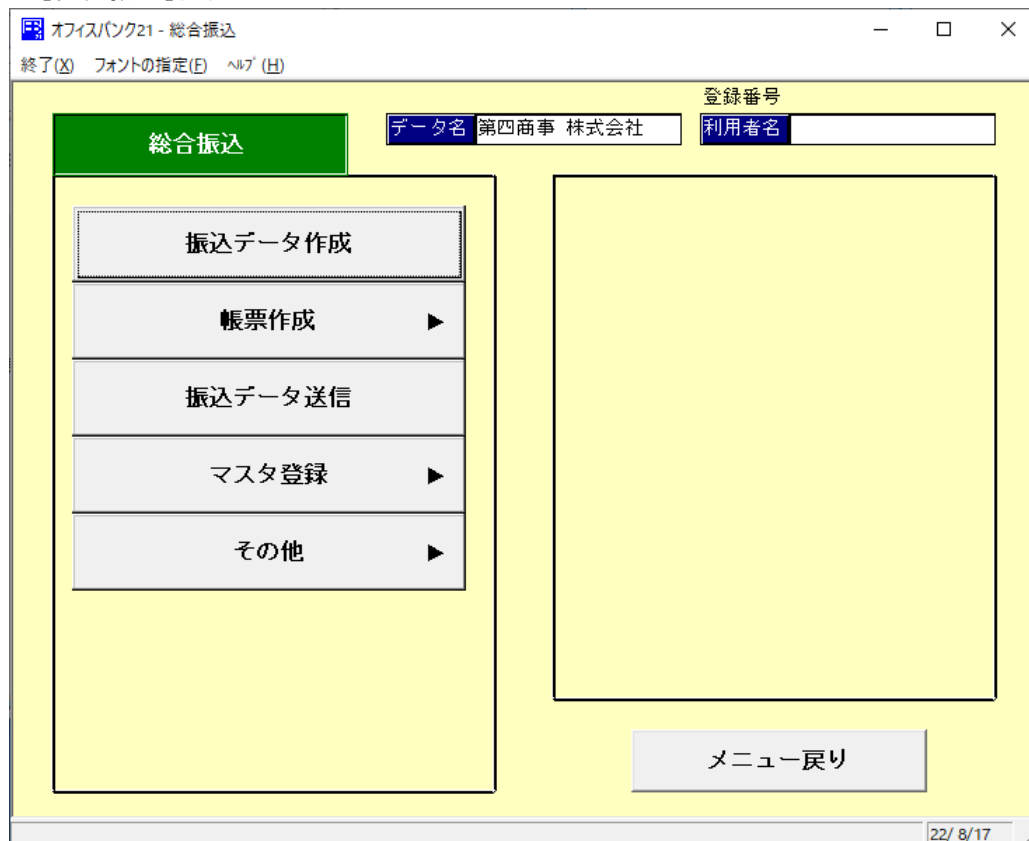 オフィスバンク21 - 総合振込
終了(X) フォントの指定(F) ﾍﾙﾌﾟ(H)
登録番号
総合振込
データ名 第四商事 株式会社 利用者名
振込データ作成
帳票作成 ▶
振込データ送信
マスタ登録 ▶
その他 ▶
メニュー戻り
22/ 8/17